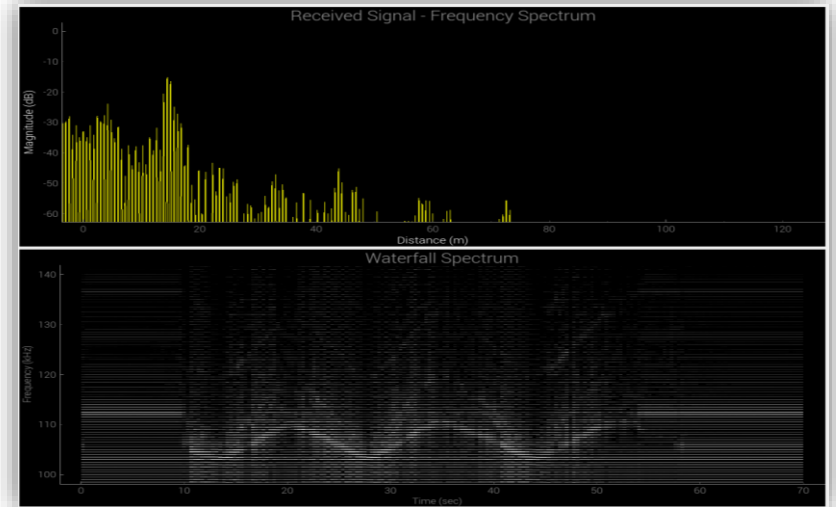 Received Signal - Frequency Spectrum
0
-10
-20
-30
-40
-50
-60
Magnitude (dB)
0 20 40 60 80 100 120
Distance (m)
Waterfall Spectrum
140
130
120
110
100
Frequency (kHz)
0 10 20 30 40 50 60 70
Time (sec)